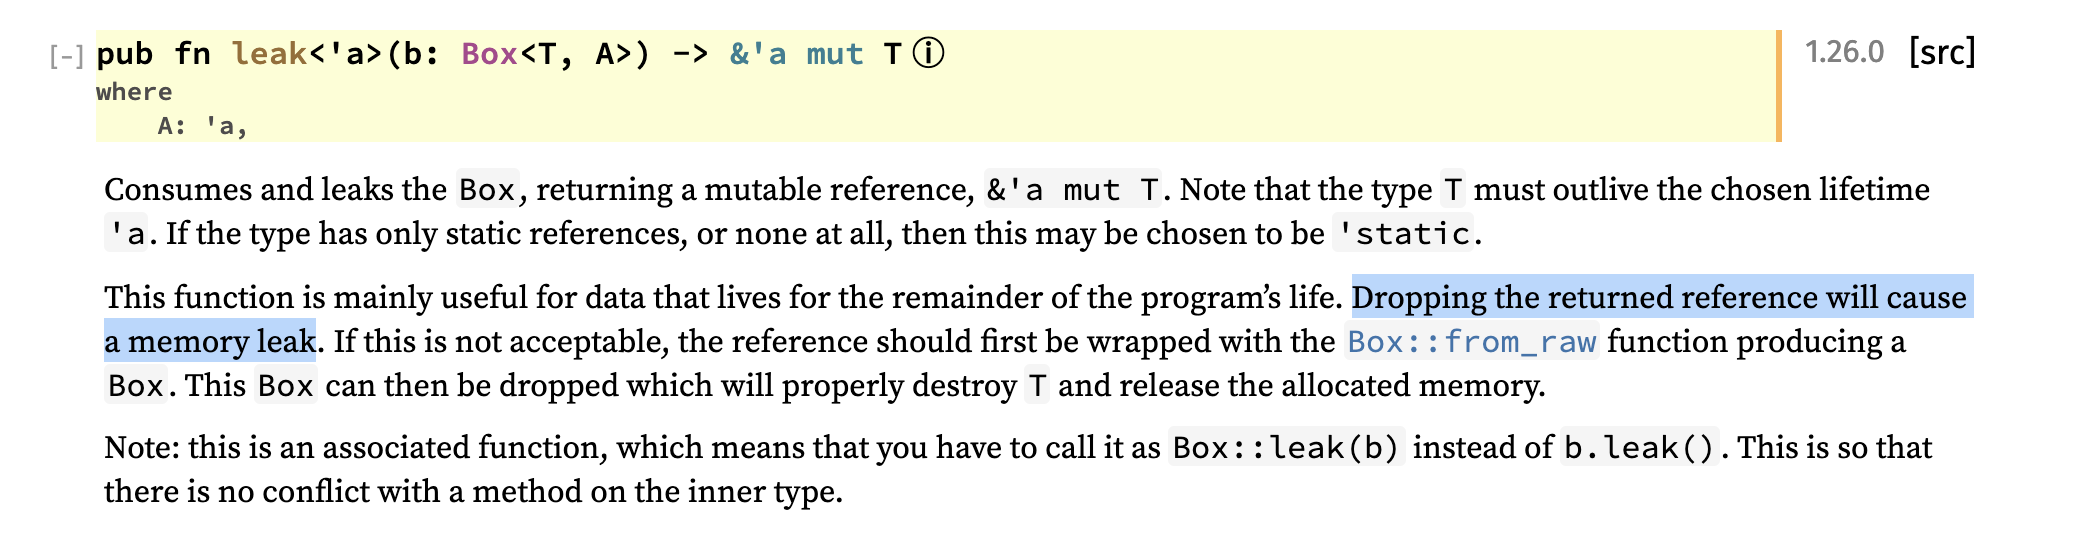 [-] pub fn leak<'a>(b: Box<T, A>) -> &'a mut T ⓘ 1.26.0 [src]
where
    A: 'a,
Consumes and leaks the Box, returning a mutable reference, &'a mut T. Note that the type T must outlive the chosen lifetime
'a. If the type has only static references, or none at all, then this may be chosen to be 'static.
This function is mainly useful for data that lives for the remainder of the program’s life. Dropping the returned reference will cause
a memory leak. If this is not acceptable, the reference should first be wrapped with the Box::from_raw function producing a
Box. This Box can then be dropped which will properly destroy T and release the allocated memory.
Note: this is an associated function, which means that you have to call it as Box::leak(b) instead of b.leak(). This is so that
there is no conflict with a method on the inner type.